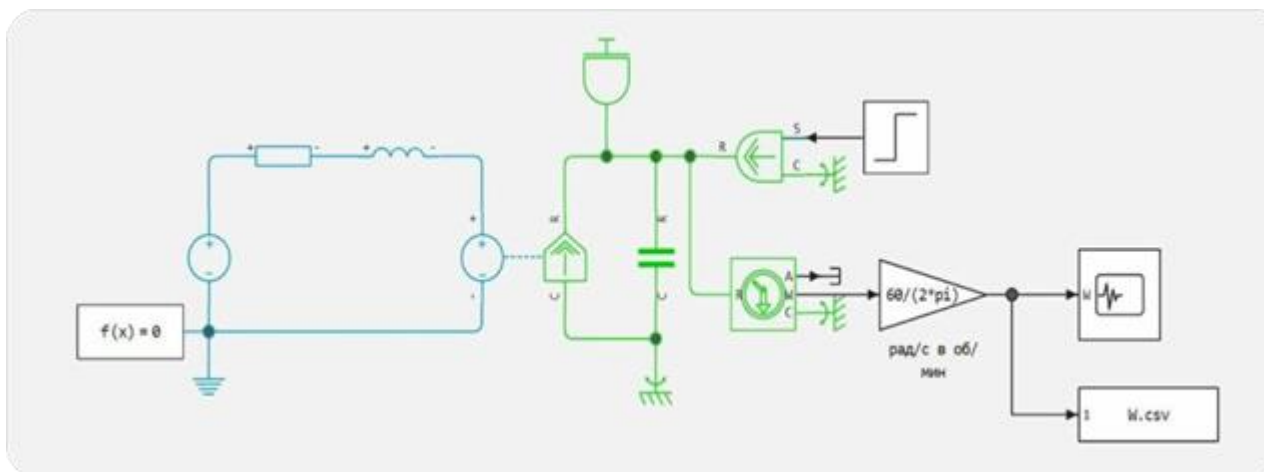 S
R
C
+ -
+ -
R
R
+
+
+
-
-
-
C
C
f(x)=0
R
A
W
C
60/(2*pi)
W
рад/с в об/
мин
1
W.csv